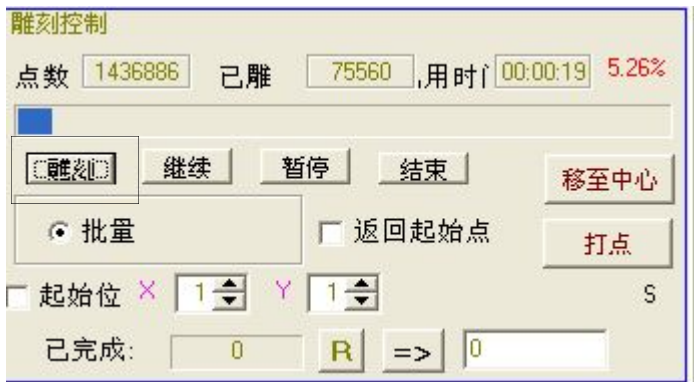 雕刻控制
点数 1436886 已雕 75560 ,用时 00:00:19 5.26%
雕刻 继续 暂停 结束 移至中心
批量 返回起始点 打点
起始位 X 1 Y 1 S
已完成: 0 R => 0